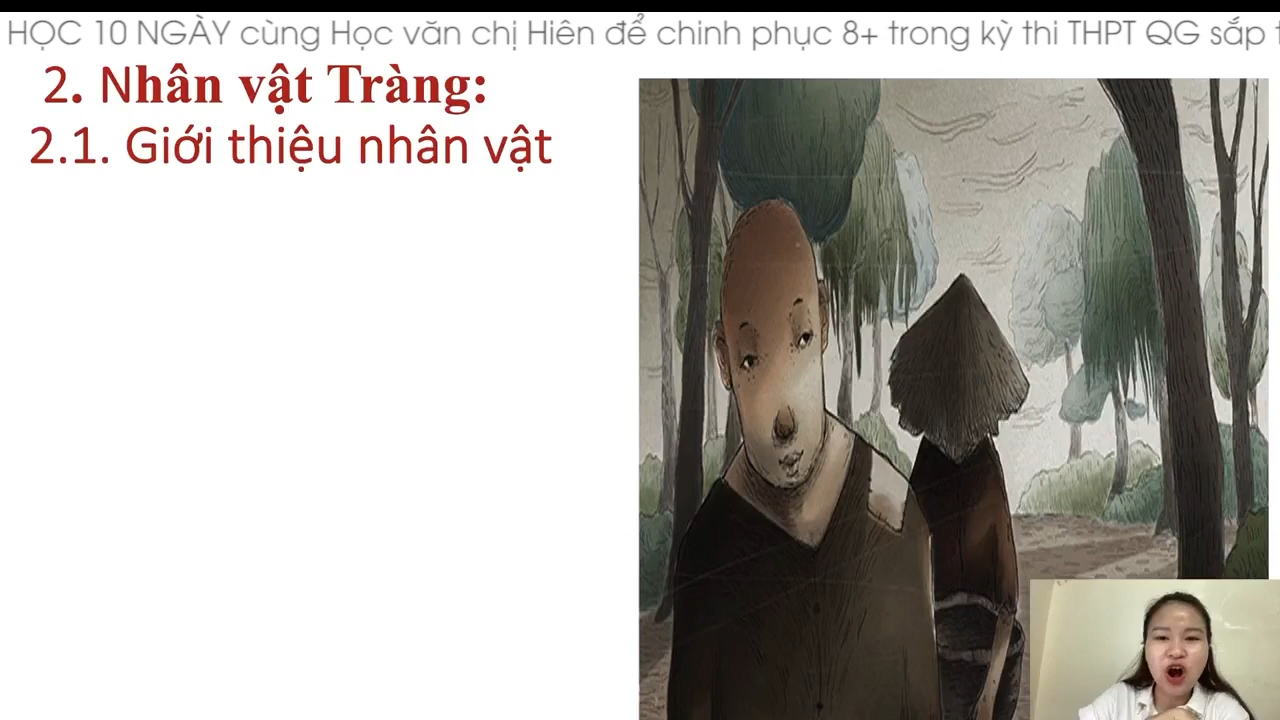 HỌC 10 NGÀY cùng Học văn chị Hiên để chinh phục 8+ trong kỳ thi THPT QG sắp
2. Nhân vật Tràng:
2.1. Giới thiệu nhân vật